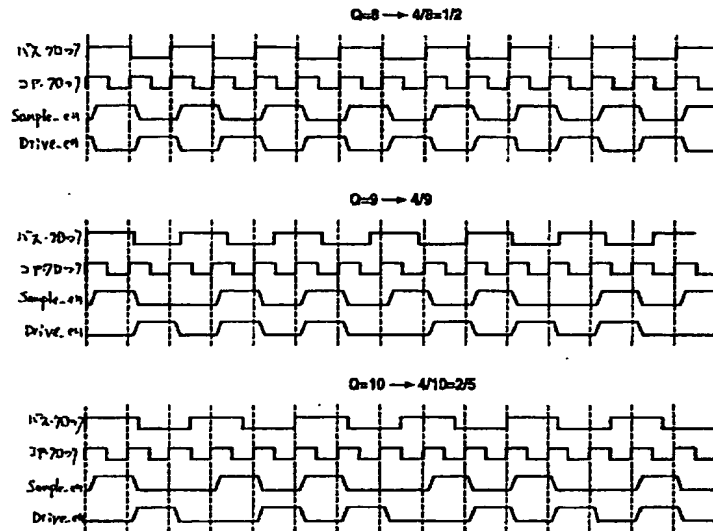 Q=8 → 4/8=1/2
バス・クロック
コア・クロック
Sample_en
Drive_en
Q=9 → 4/9
バス・クロック
コア・クロック
Sample_en
Drive_en
Q=10 → 4/10=2/5
バス・クロック
コア・クロック
Sample_en
Drive_en